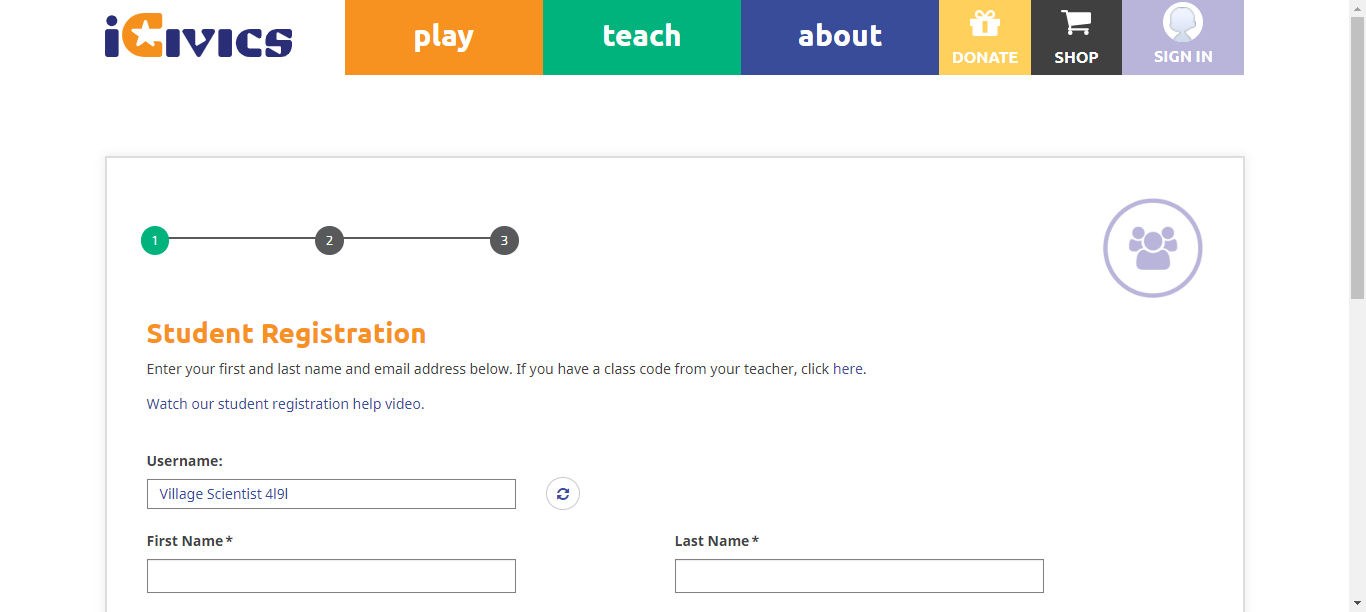 iCivics
play
teach
about
DONATE
SHOP
SIGN IN
1
2
3
Student Registration
Enter your first and last name and email address below. If you have a class code from your teacher, click here.
Watch our student registration help video.
Username:
Village Scientist 4l9l
First Name*
Last Name*